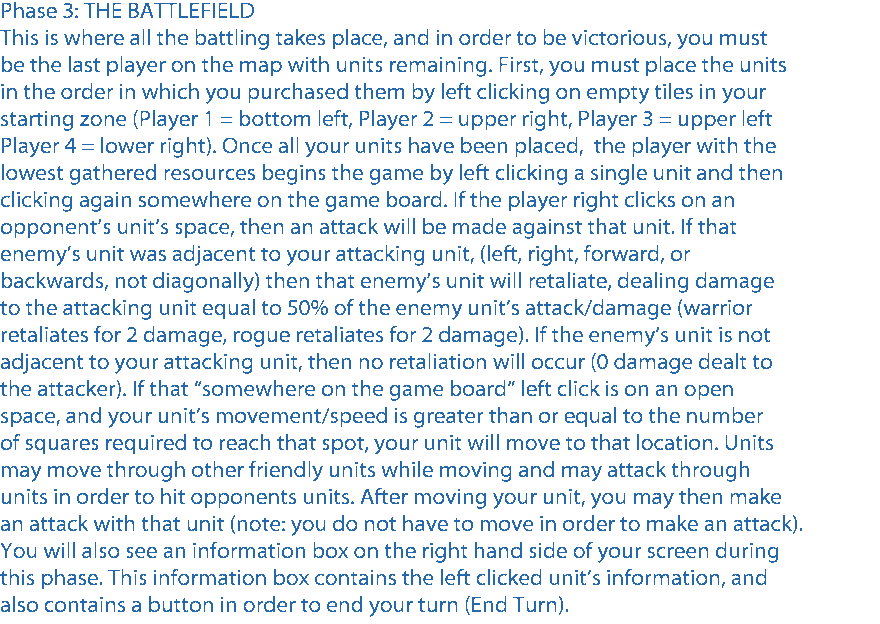 Phase 3: THE BATTLEFIELD
This is where all the battling takes place, and in order to be victorious, you must
be the last player on the map with units remaining. First, you must place the units
in the order in which you purchased them by left clicking on empty tiles in your
starting zone (Player 1 = bottom left, Player 2 = upper right, Player 3 = upper left
Player 4 = lower right). Once all your units have been placed,  the player with the
lowest gathered resources begins the game by left clicking a single unit and then
clicking again somewhere on the game board. If the player right clicks on an
opponent’s unit’s space, then an attack will be made against that unit. If that
enemy’s unit was adjacent to your attacking unit, (left, right, forward, or
backwards, not diagonally) then that enemy’s unit will retaliate, dealing damage
to the attacking unit equal to 50% of the enemy unit’s attack/damage (warrior
retaliates for 2 damage, rogue retaliates for 2 damage). If the enemy’s unit is not
adjacent to your attacking unit, then no retaliation will occur (0 damage dealt to
the attacker). If that “somewhere on the game board” left click is on an open
space, and your unit’s movement/speed is greater than or equal to the number
of squares required to reach that spot, your unit will move to that location. Units
may move through other friendly units while moving and may attack through
units in order to hit opponents units. After moving your unit, you may then make
an attack with that unit (note: you do not have to move in order to make an attack).
You will also see an information box on the right hand side of your screen during
this phase. This information box contains the left clicked unit’s information, and
also contains a button in order to end your turn (End Turn).